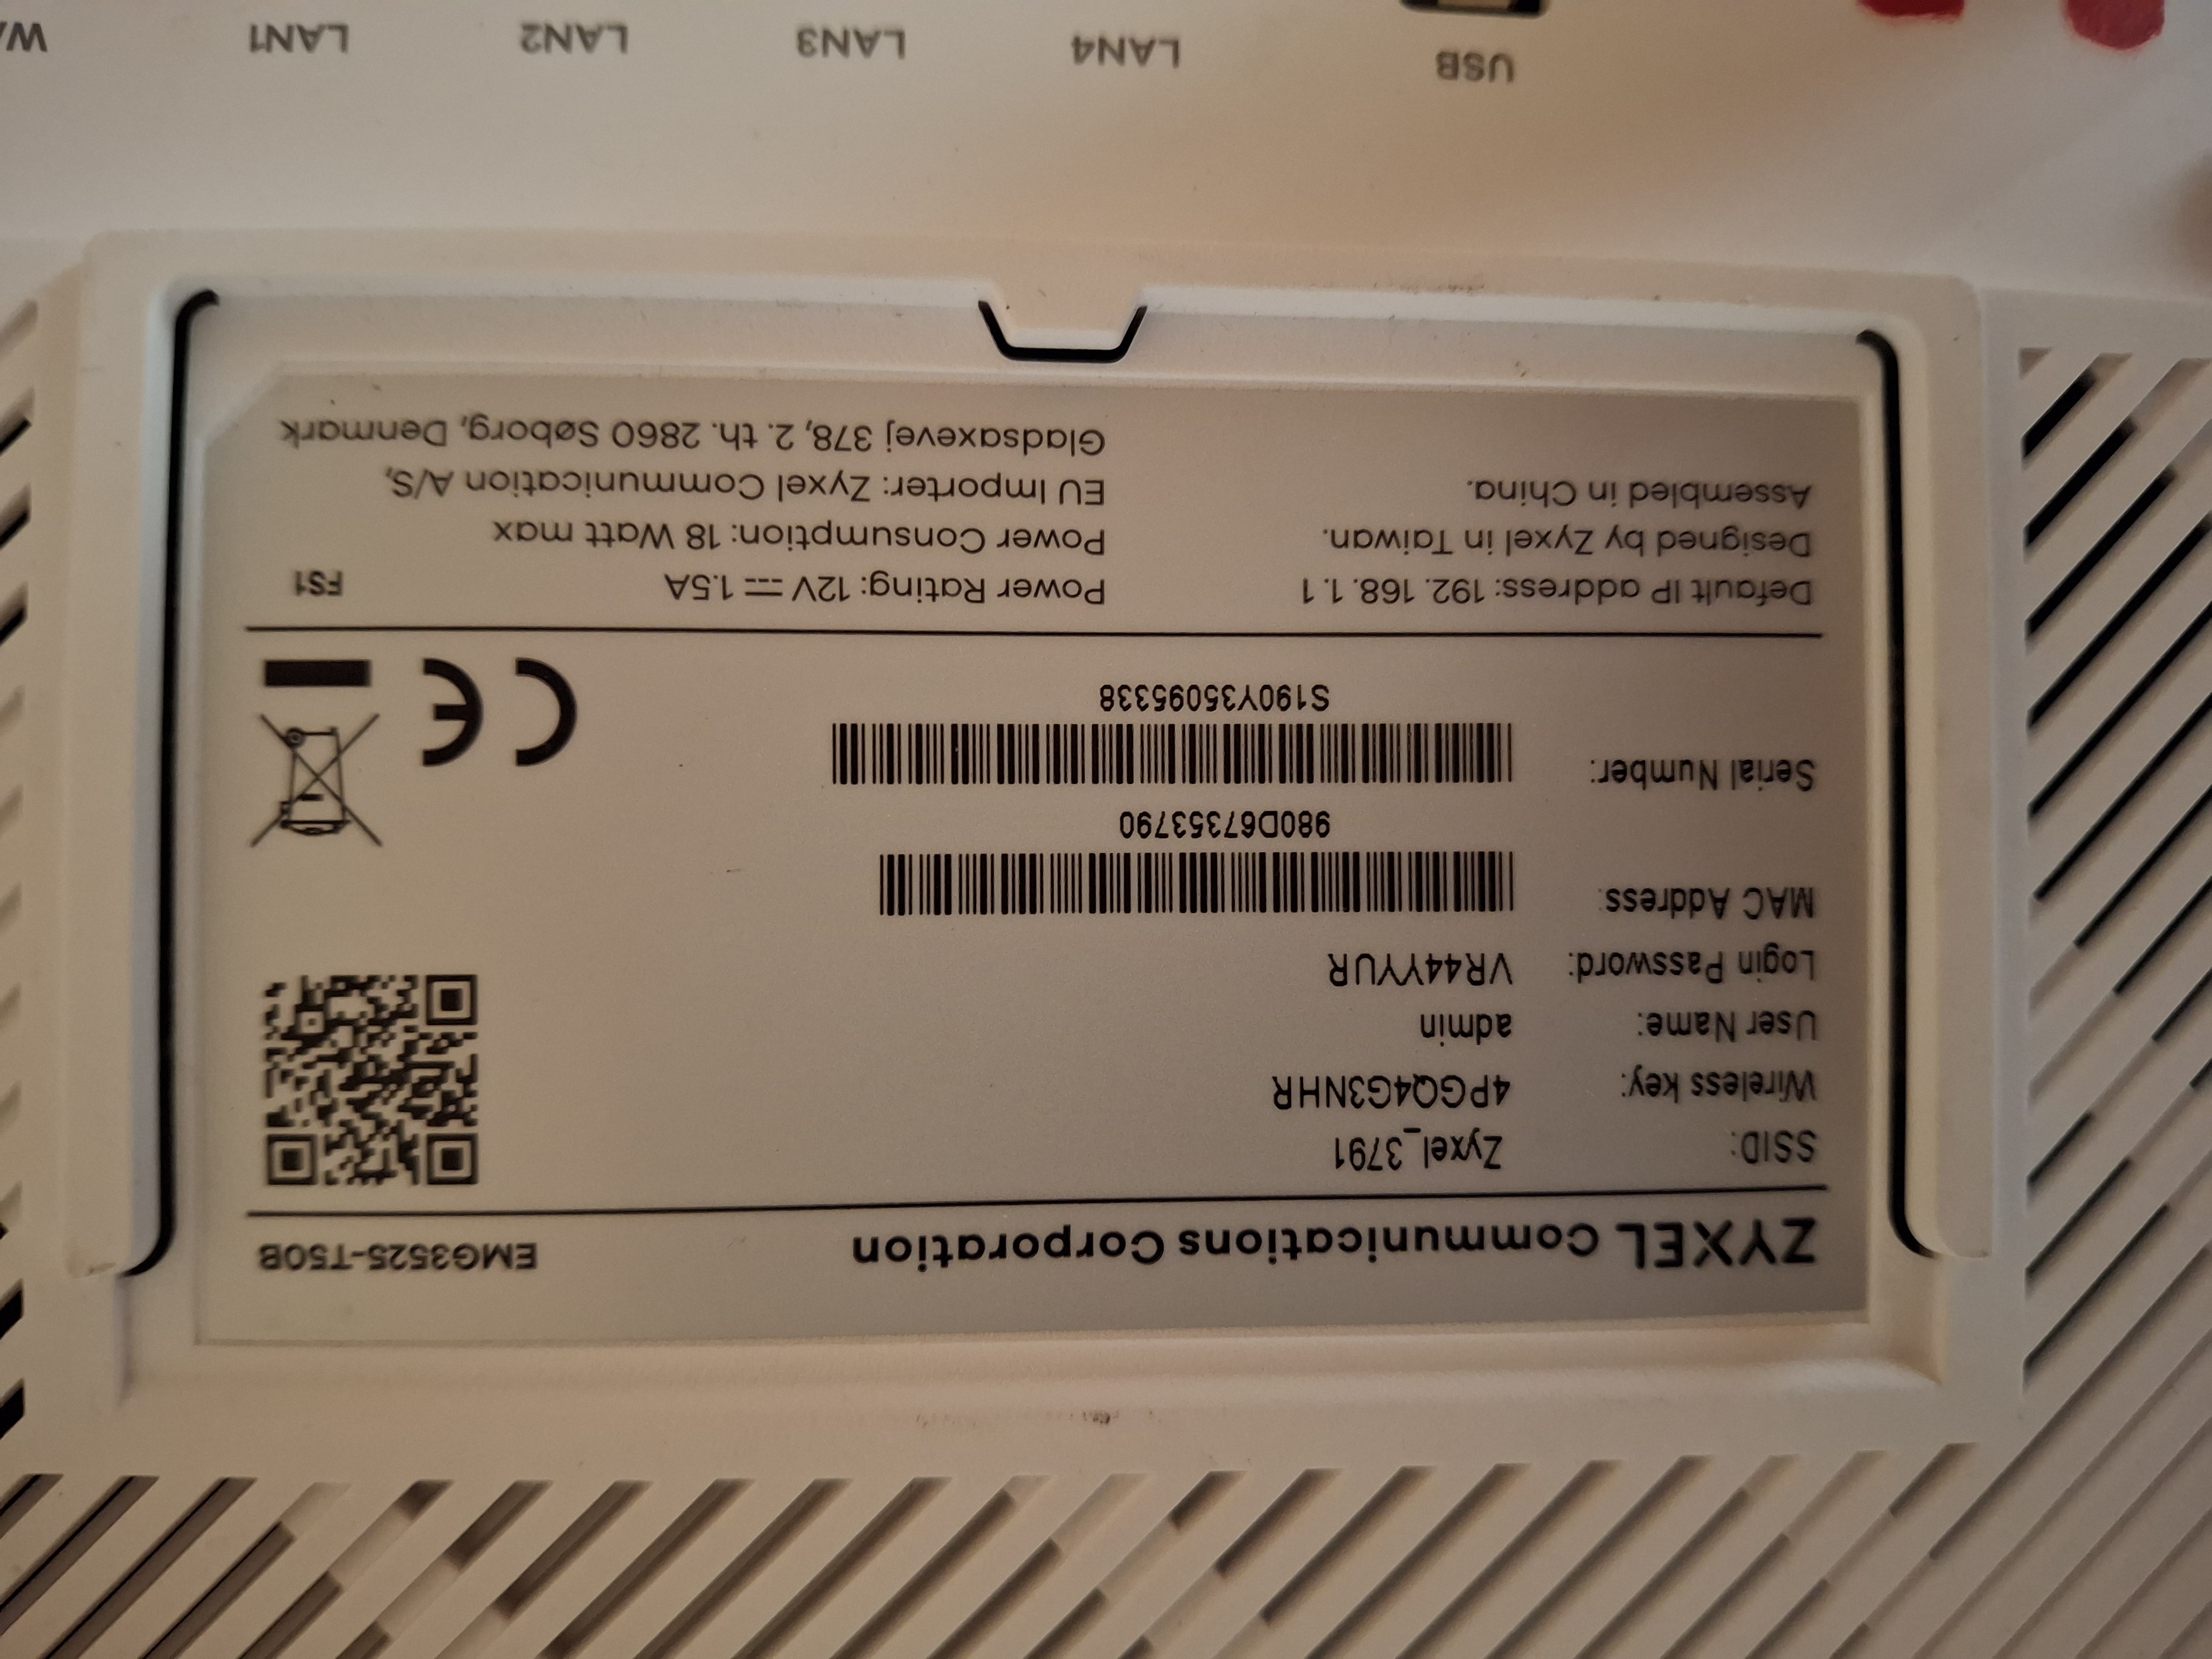 ZYXEL Communications Corporation EMG3525-T50B
SSID: Zyxel_3791
Wireless key: 4PGQ4G3NHR
User Name: admin
Login Password: VR44YYUR
MAC Address:
980D67353790
Serial Number:
S190Y35095338
CE
Default IP address: 192. 168. 1. 1
Designed by Zyxel in Taiwan.
Assembled in China.
Power Rating: 12V ⎓ 1.5A FS1
Power Consumption: 18 Watt max
EU Importer: Zyxel Communication A/S,
Gladsaxevej 378, 2. th. 2860 Søborg, Denmark
USB LAN4 LAN3 LAN2 LAN1